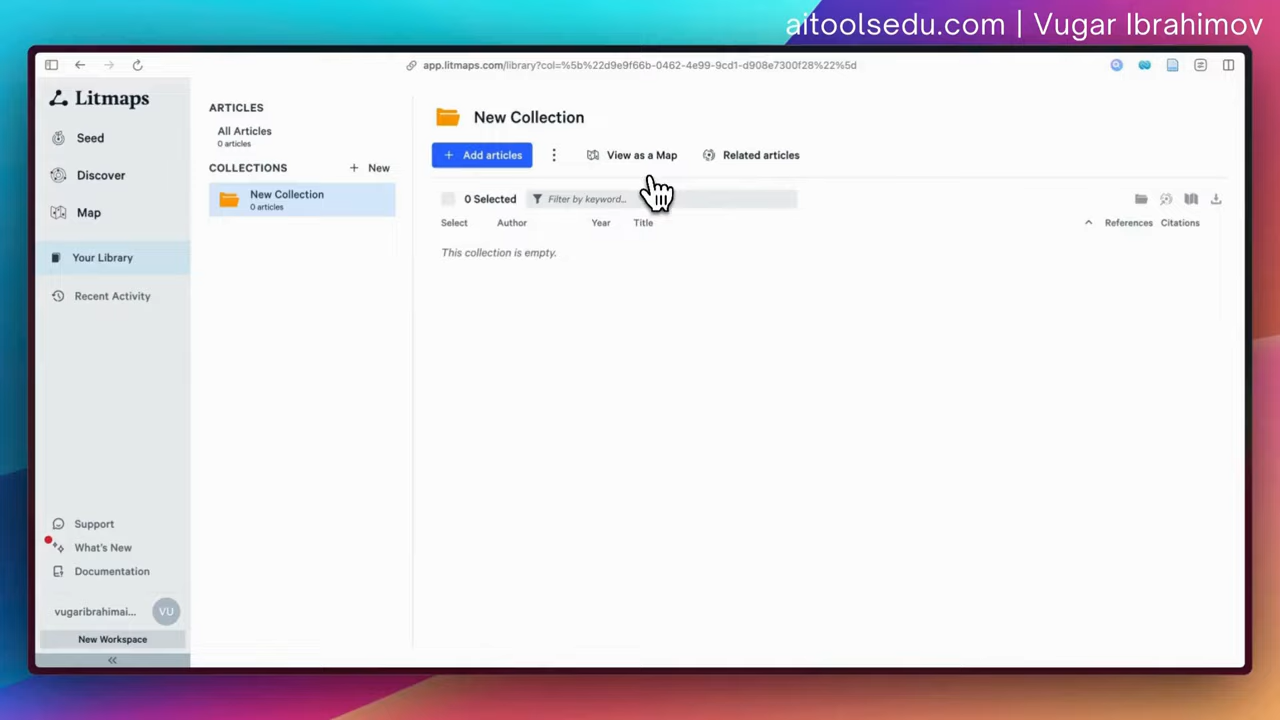 aitoolsedu.com | Vugar Ibrahimov
app.litmaps.com/library?col=%5b%22d9e9f66b-0462-4e99-9cd1-d908e7300f28%22%5d
Litmaps
Seed
Discover
Map
Your Library
Recent Activity
Support
What's New
Documentation
vugaribrahimai...
VU
New Workspace
ARTICLES
All Articles
0 articles
COLLECTIONS + New
New Collection
0 articles
New Collection
+ Add articles
View as a Map
Related articles
0 Selected
Filter by keyword...
Select Author Year Title References Citations
This collection is empty.